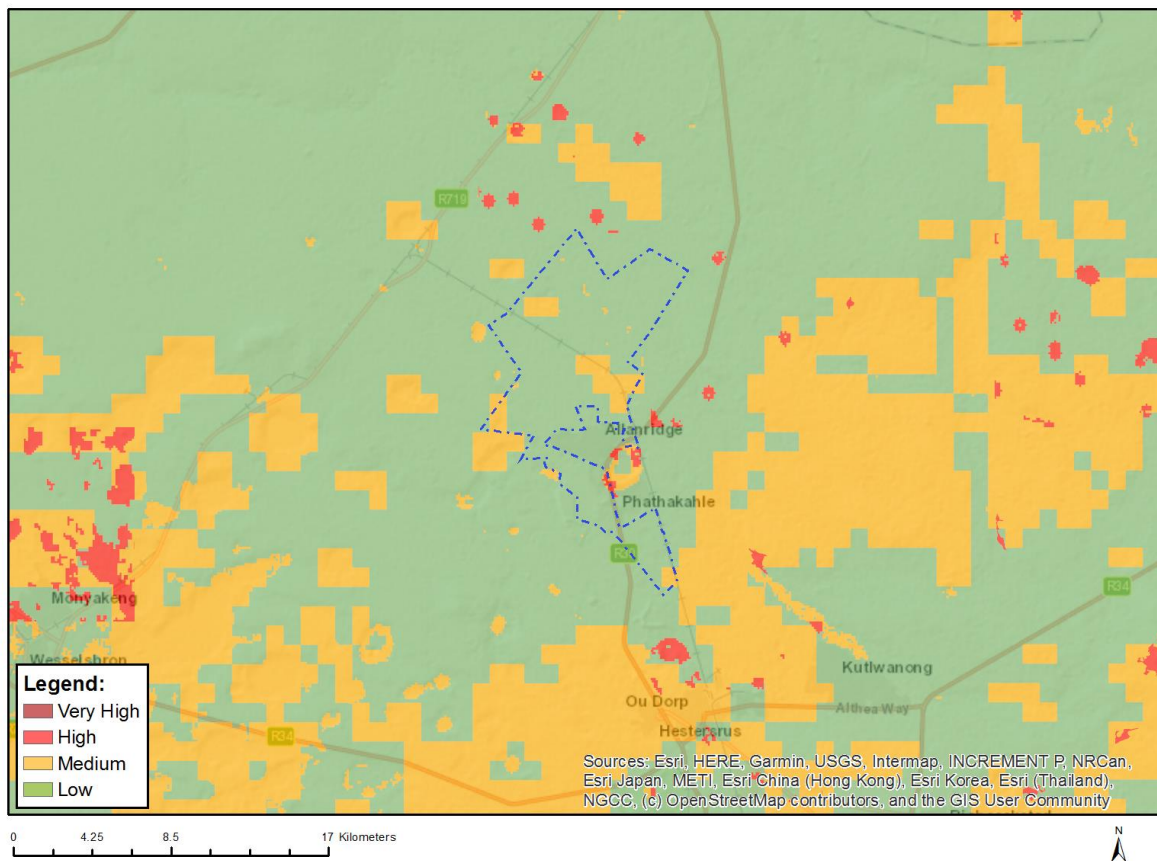 R719
Allanridge
Phathakahle
R34
Monyakeng
Wesselsbron
Kutlwanong
Ou Dorp
Althea Way
Hestersrus
R34
Legend:
Very High
High
Medium
Low
Sources: Esri, HERE, Garmin, USGS, Intermap, INCREMENT P, NRCan,
Esri Japan, METI, Esri China (Hong Kong), Esri Korea, Esri (Thailand),
NGCC, (c) OpenStreetMap contributors, and the GIS User Community
0 4.25 8.5 17 Kilometers
N